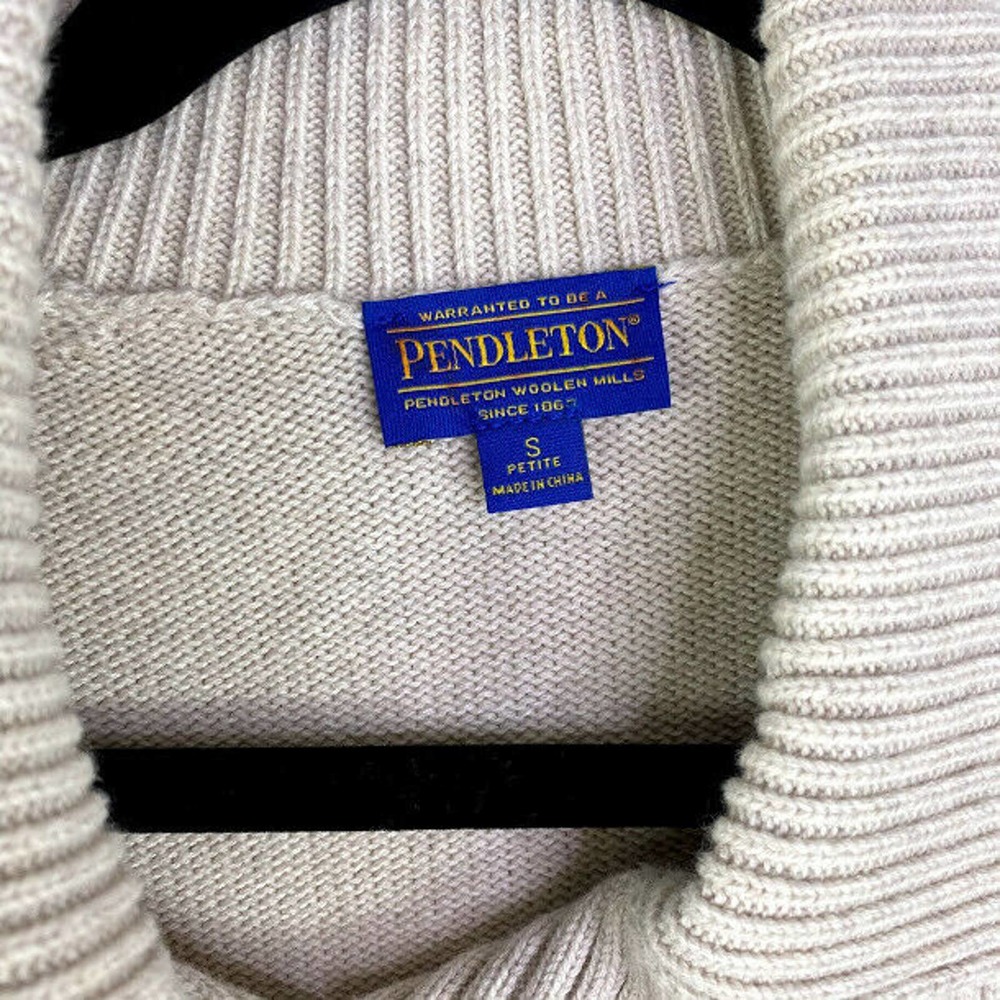 WARRANTED TO BE A
PENDLETON®
PENDLETON WOOLEN MILLS
SINCE
S
PETITE
MADE IN CHINA